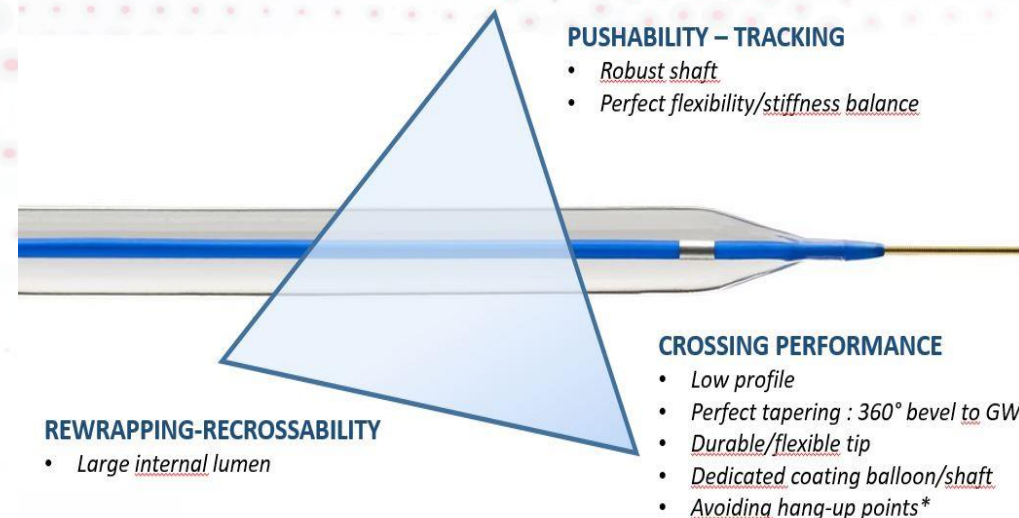 PUSHABILITY – TRACKING
• Robust shaft
• Perfect flexibility/stiffness balance
CROSSING PERFORMANCE
• Low profile
• Perfect tapering : 360° bevel to GW
• Durable/flexible tip
• Dedicated coating balloon/shaft
• Avoiding hang-up points*
REWRAPPING-RECROSSABILITY
• Large internal lumen